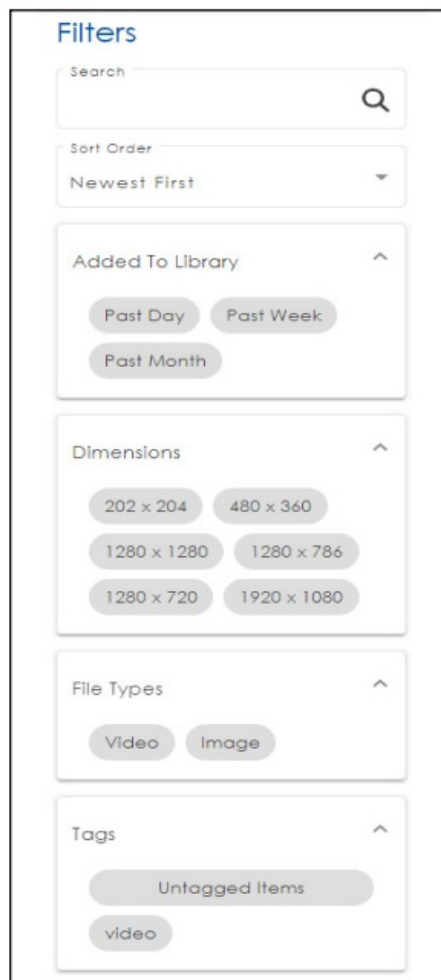 Filters
Search
Sort Order
Newest First
Added To Library
Past Day Past Week
Past Month
Dimensions
202 x 204 480 x 360
1280 x 1280 1280 x 786
1280 x 720 1920 x 1080
File Types
Video Image
Tags
Untagged Items
video